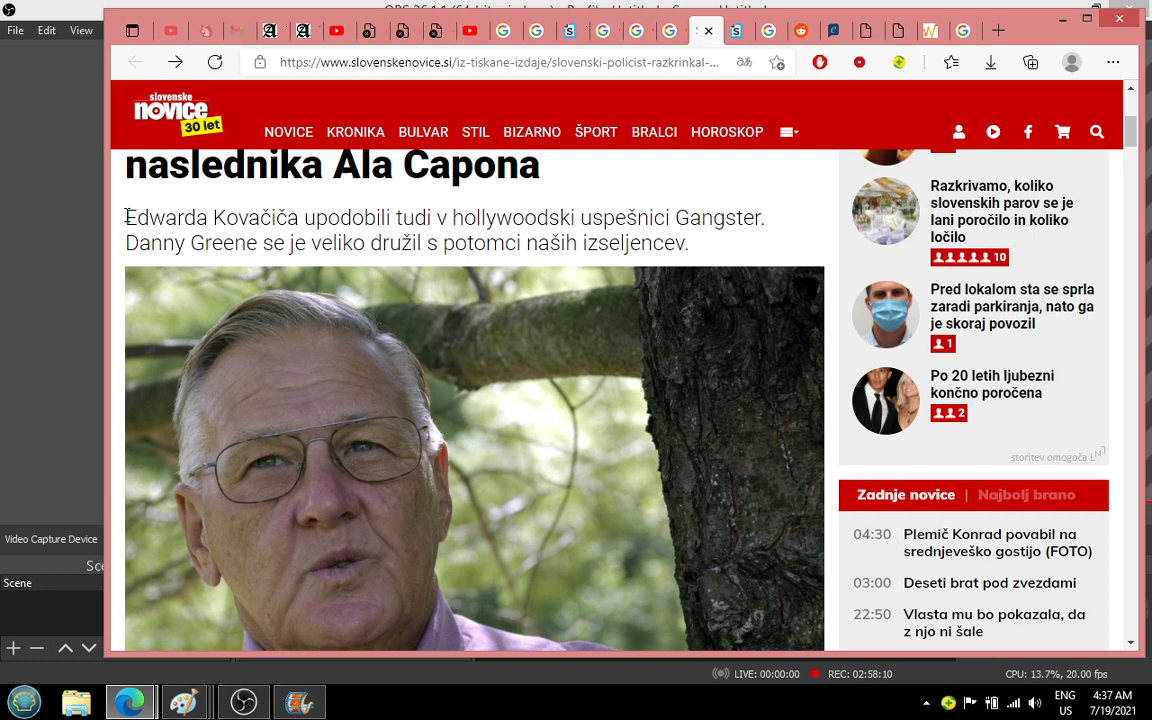 File Edit View
https://www.slovenskenovice.si/iz-tiskane-izdaje/slovenski-policist-razkrinkal-...
slovenske
novice
30 let
NOVICE KRONIKA BULVAR STIL BIZARNO ŠPORT BRALCI HOROSKOP
naslednika Ala Capona
Edwarda Kovačiča upodobili tudi v hollywoodski uspešnici Gangster.
Danny Greene se je veliko družil s potomci naših izseljencev.
Razkrivamo, koliko
slovenskih parov se je
lani poročilo in koliko
ločilo
10
Pred lokalom sta se sprla
zaradi parkiranja, nato ga
je skoraj povozil
1
Po 20 letih ljubezni
končno poročena
2
storitev omogoča
Zadnje novice | Najbolj brano
04:30 Plemič Konrad povabil na
srednjeveško gostijo (FOTO)
03:00 Deseti brat pod zvezdami
22:50 Vlasta mu bo pokazala, da
z njo ni šale
Video Capture Device
Sce
Scene
LIVE: 00:00:00 REC: 02:58:10 CPU: 13.7%, 20.00 fps
ENG
US
4:37 AM
7/19/2021